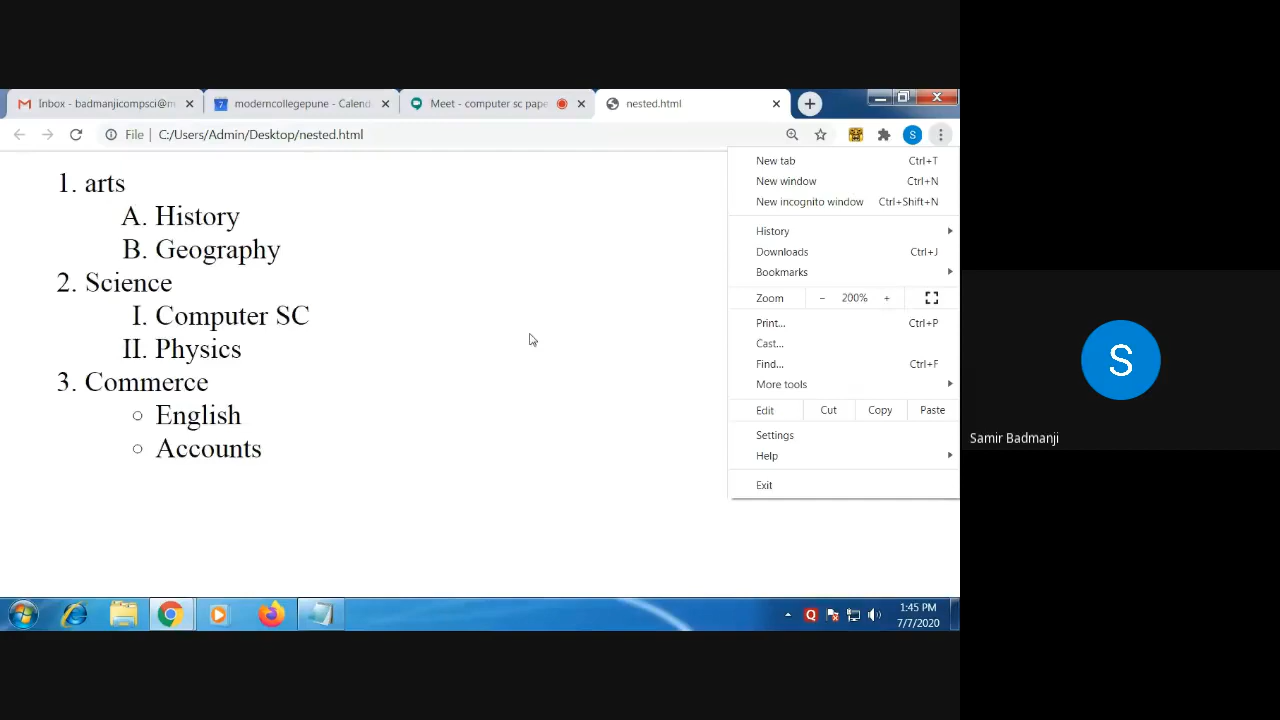 Inbox - badmanjicompsci@m
moderncollegepune - Calend
Meet - computer sc pape
nested.html
File
C:/Users/Admin/Desktop/nested.html
S
1. arts
A. History
B. Geography
2. Science
I. Computer SC
II. Physics
3. Commerce
English
Accounts
New tab Ctrl+T
New window Ctrl+N
New incognito window Ctrl+Shift+N
History
Downloads Ctrl+J
Bookmarks
Zoom - 200% +
Print... Ctrl+P
Cast...
Find... Ctrl+F
More tools
Edit Cut Copy Paste
Settings
Help
Exit
S
Samir Badmanji
Q
1:45 PM
7/7/2020